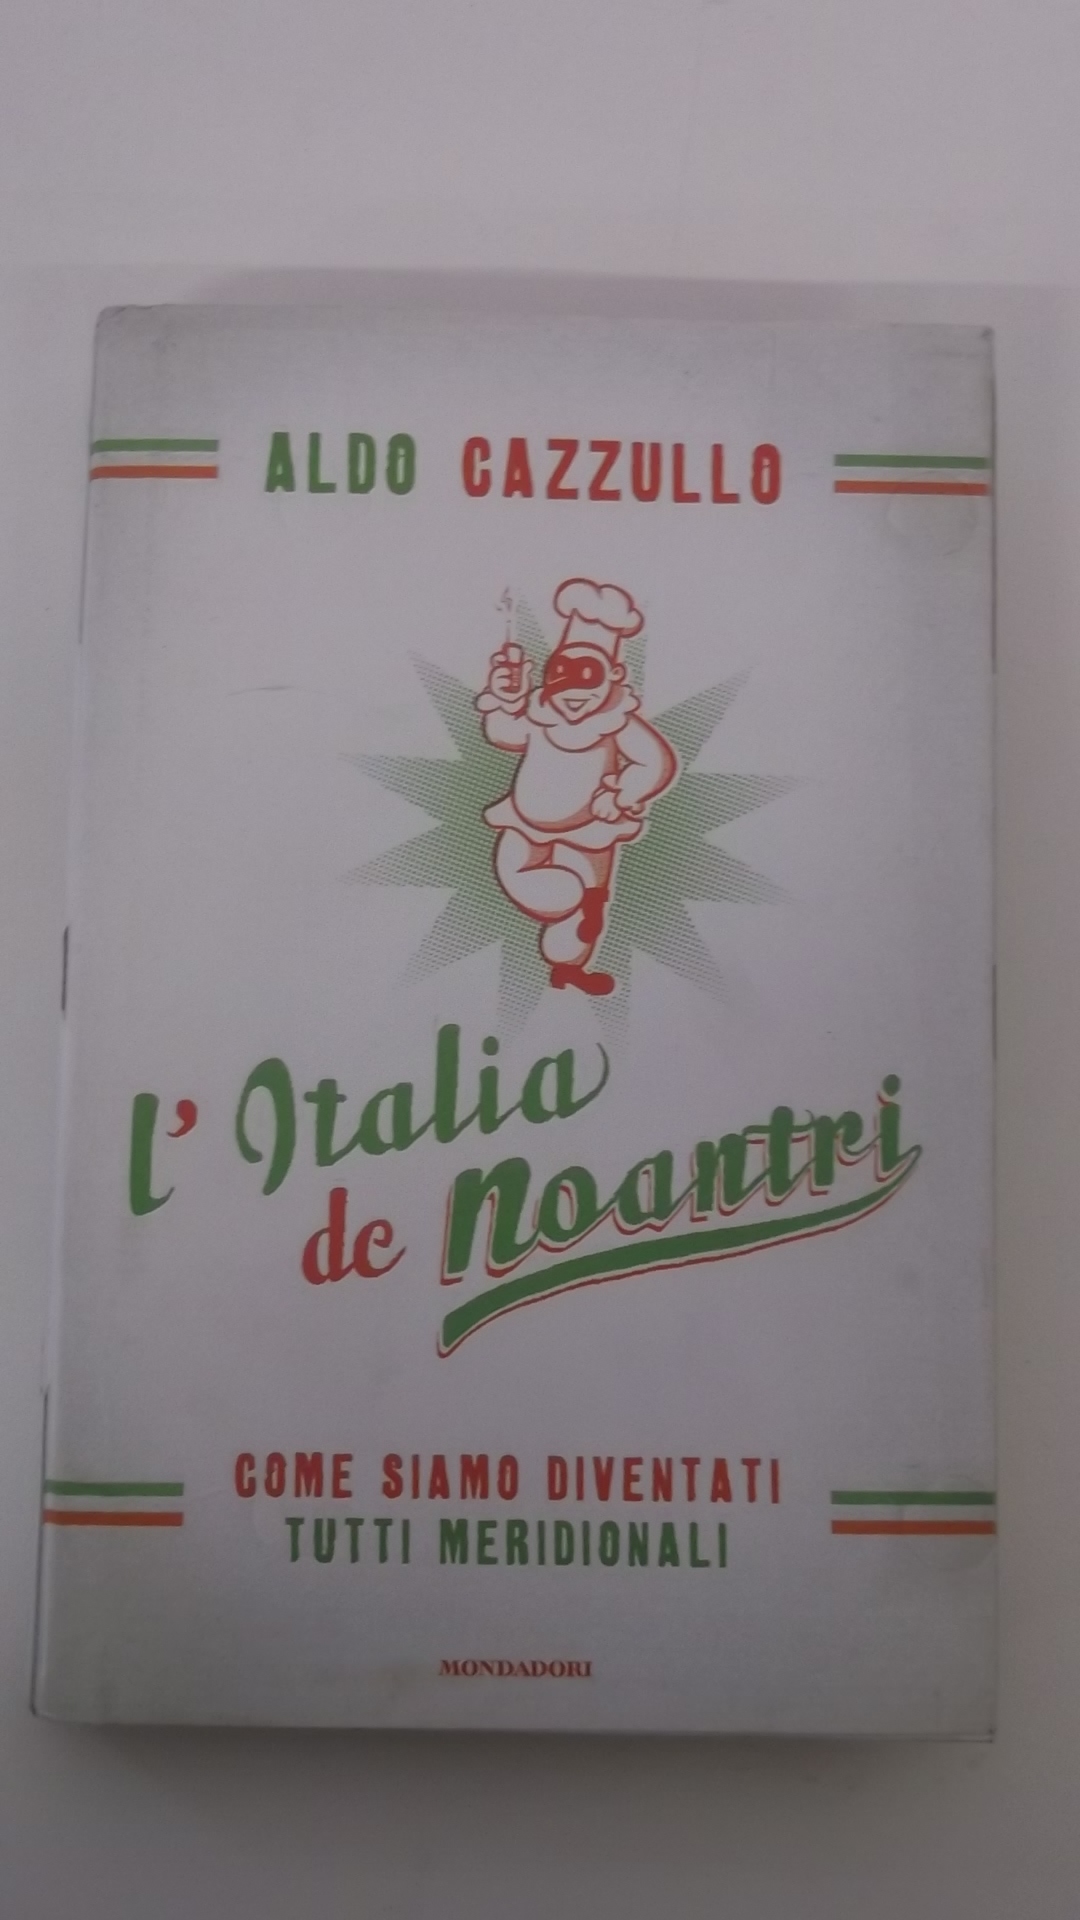 ALDO CAZZULLO
l'Italia
de Noantri
COME SIAMO DIVENTATI
TUTTI MERIDIONALI
MONDADORI